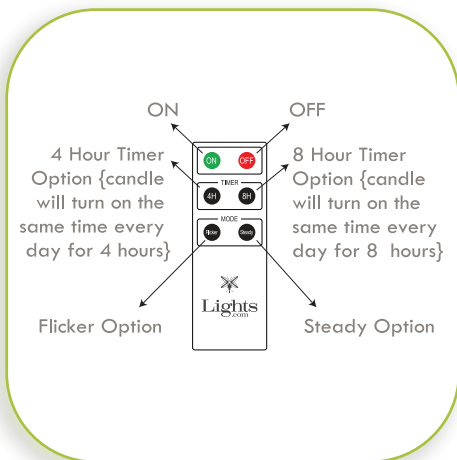 ON
OFF
4 Hour Timer
Option {candle
will turn on the
same time every
day for 4 hours}
8 Hour Timer
Option {candle
will turn on the
same time every
day for 8 hours}
ON
OFF
TIMER
4H
8H
MODE
Flicker
Steady
Lights
.com
Flicker Option
Steady Option